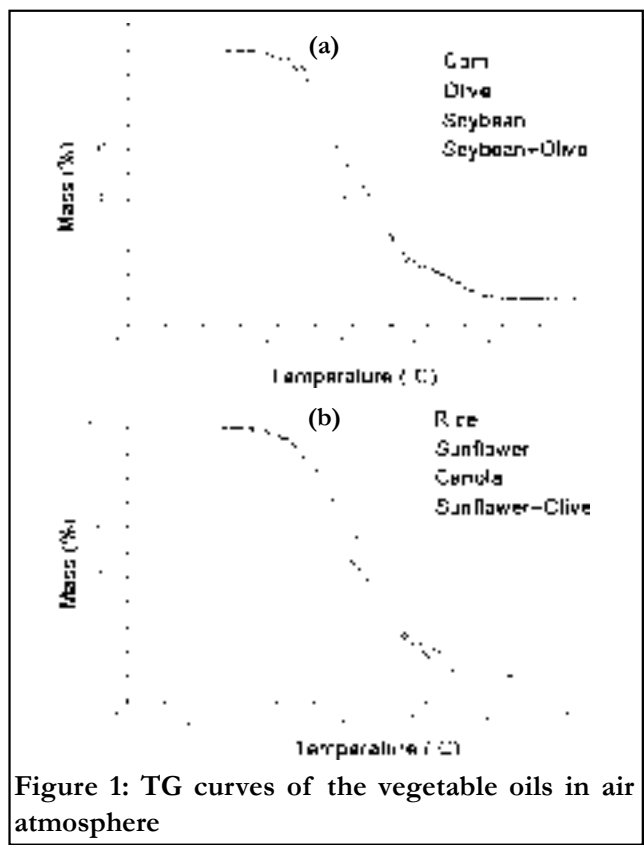 (a)
Corn
Olive
Soybean
Soybean-Olive
Mass (%)
Temperature (°C)
(b)
Rice
Sunflower
Canola
Sunflower-Olive
Mass (%)
Temperature (°C)
Figure 1: TG curves of the vegetable oils in air
atmosphere